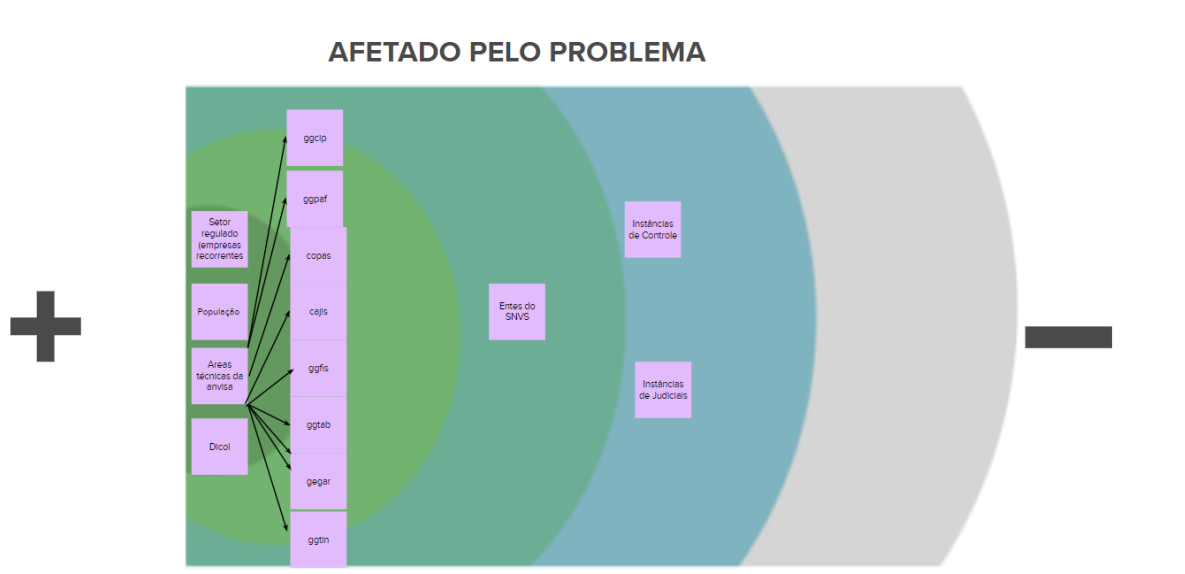 AFETADO PELO PROBLEMA
ggcip
ggpaf
Setor
regulado
(empresas
recorrentes
copas
Instâncias
de Controle
População
cajis
Entes do
SNVS
Areas
técnicas da
anvisa
ggfis
Instâncias
de Judiciais
Dicol
ggtab
gegar
ggtin